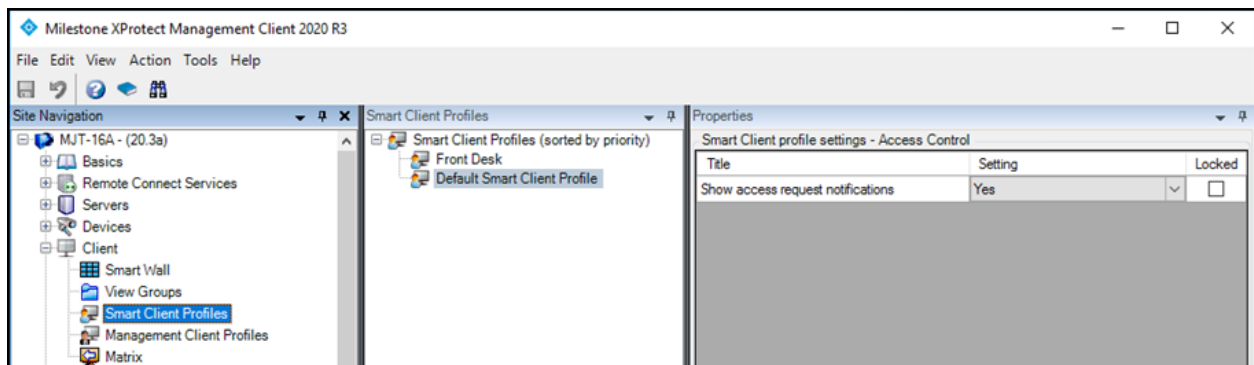 Milestone XProtect Management Client 2020 R3
File Edit View Action Tools Help
Site Navigation
MJT-16A - (20.3a)
Basics
Remote Connect Services
Servers
Devices
Client
Smart Wall
View Groups
Smart Client Profiles
Management Client Profiles
Matrix
Smart Client Profiles
Smart Client Profiles (sorted by priority)
Front Desk
Default Smart Client Profile
Properties
Smart Client profile settings - Access Control
Title Setting Locked
Show access request notifications Yes